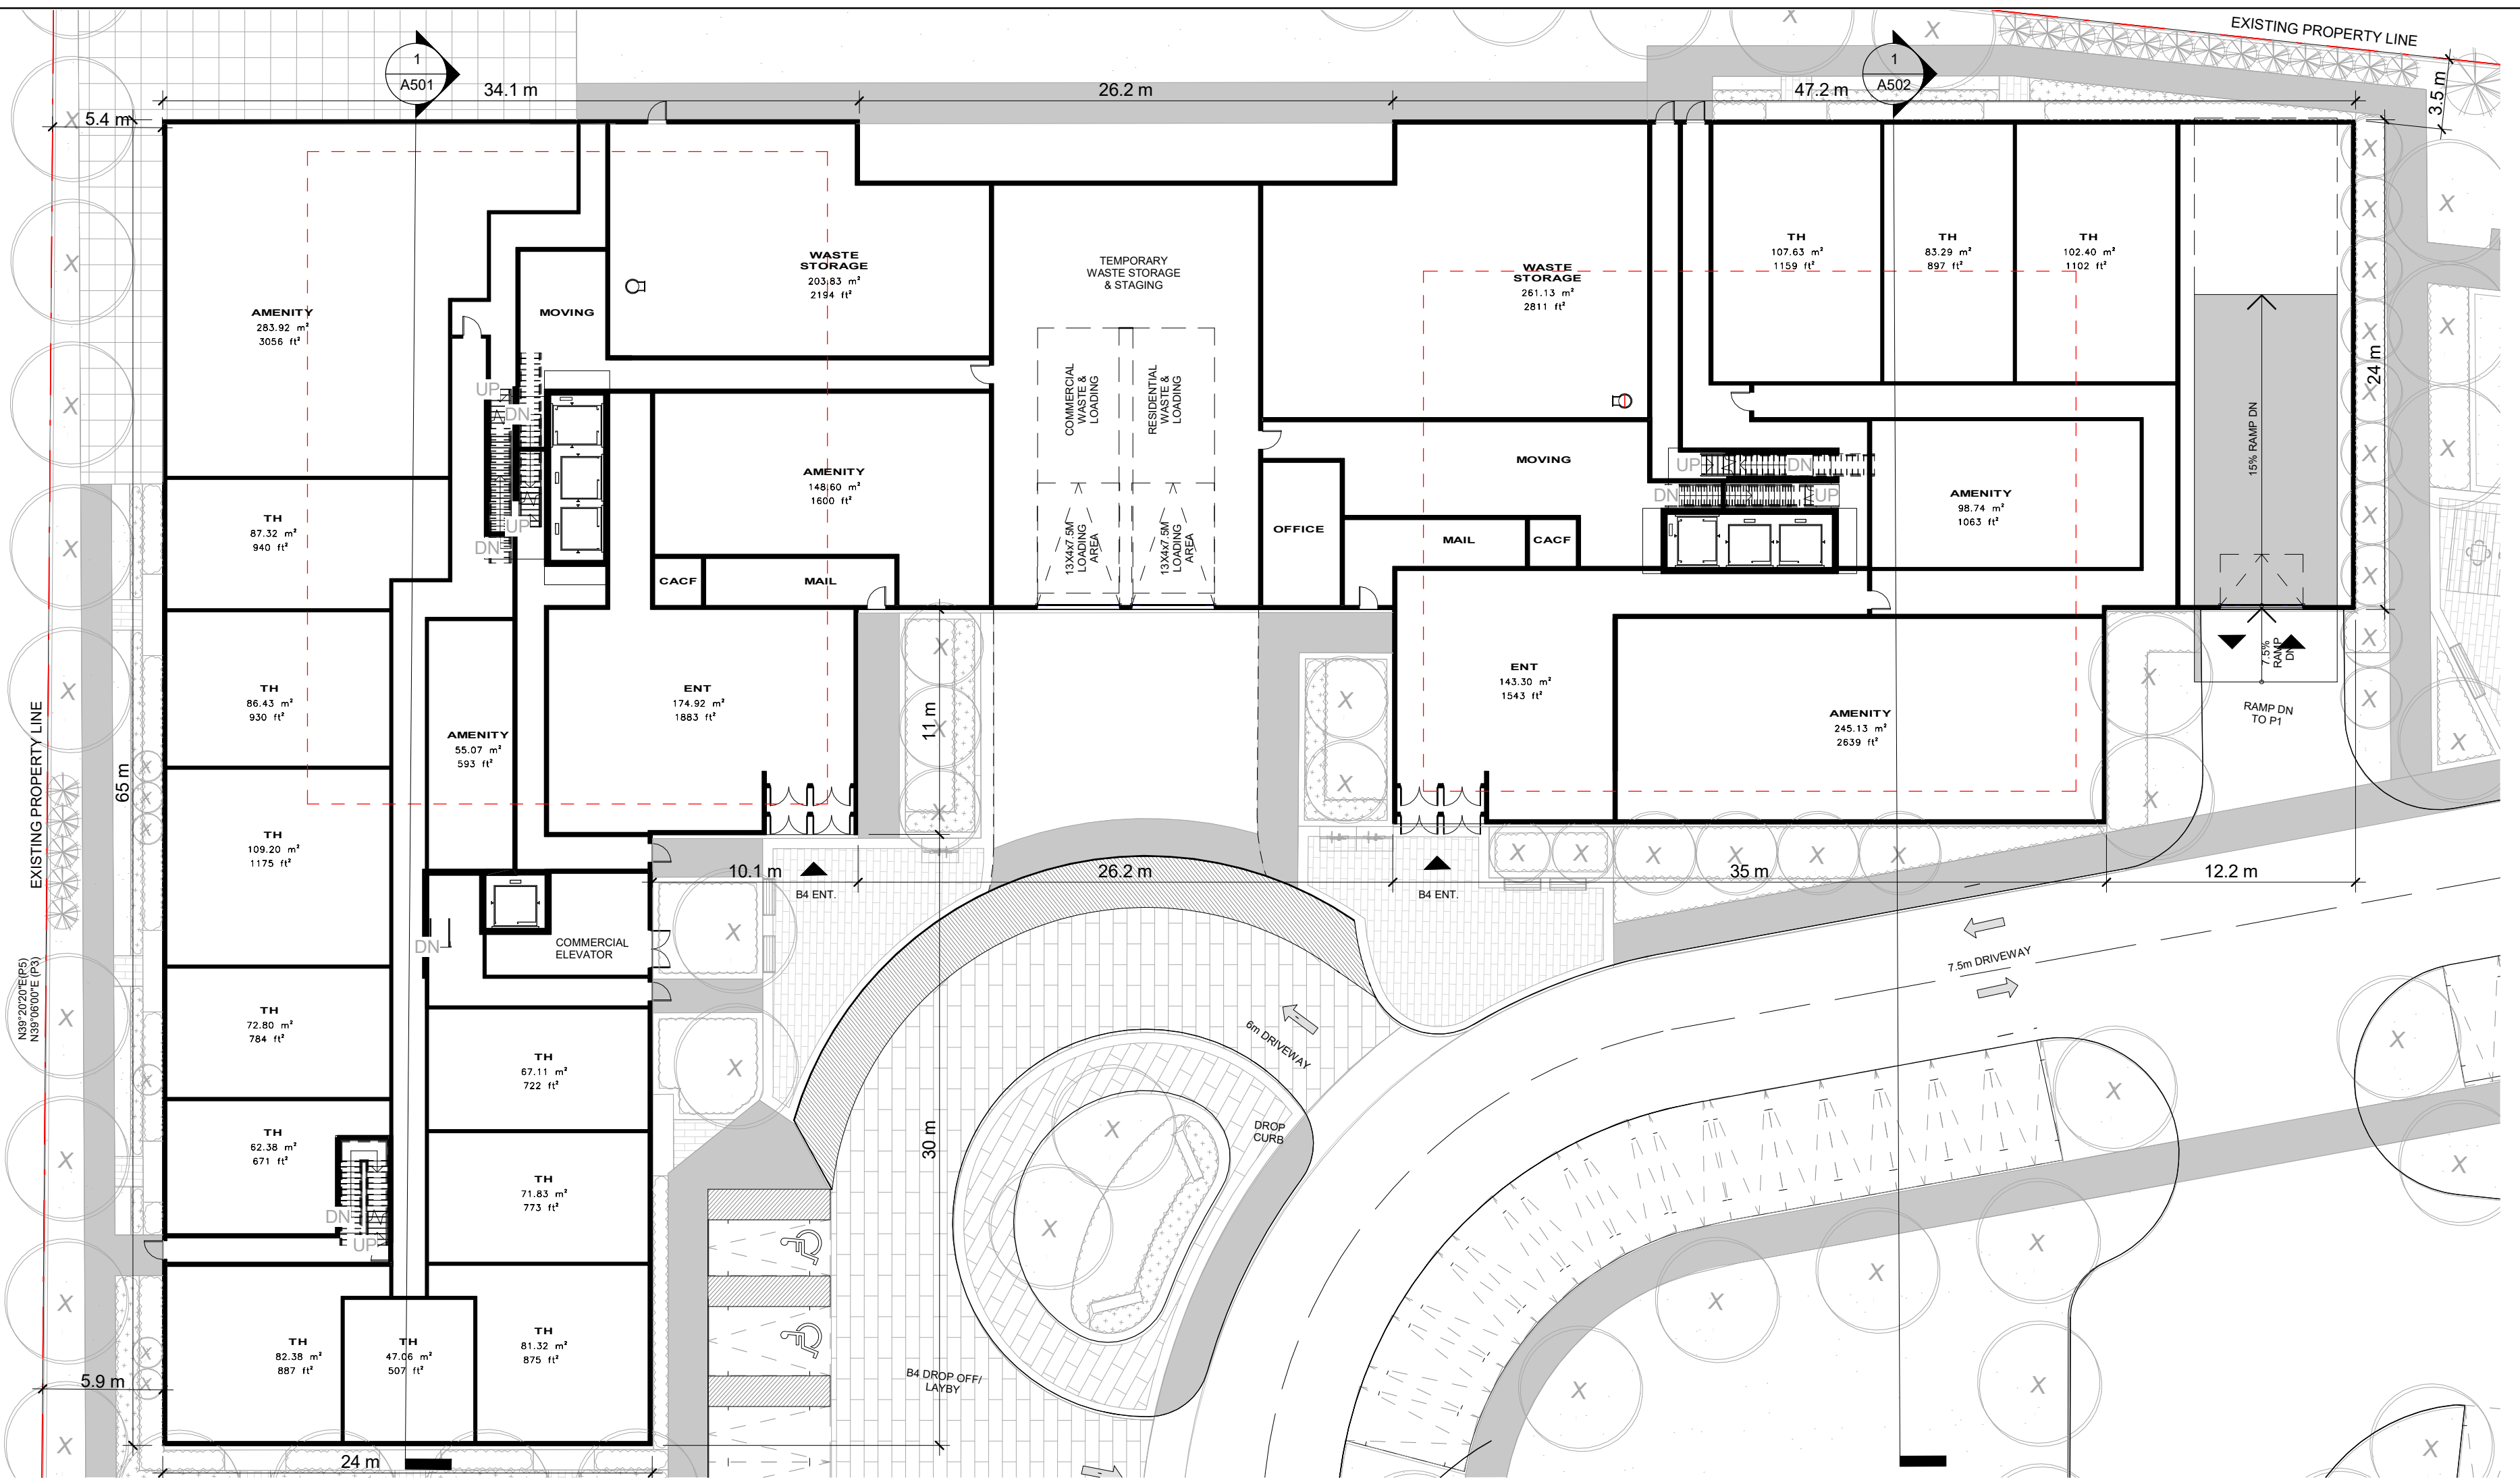 EXISTING PROPERTY LINE
1
A501
1
A502
34.1 m
26.2 m
47.2 m
3.5 m
5.4 m
AMENITY
283.92 m²
3056 ft²
MOVING
WASTE
STORAGE
203.83 m²
2194 ft²
TEMPORARY
WASTE STORAGE
& STAGING
WASTE
STORAGE
261.13 m²
2811 ft²
TH
107.63 m²
1159 ft²
TH
83.29 m²
897 ft²
TH
102.40 m²
1102 ft²
24 m
15% RAMP DN
COMMERCIAL
WASTE &
LOADING
RESIDENTIAL
WASTE &
LOADING
UP
DN
UP
DN
AMENITY
148.60 m²
1600 ft²
13X4x7.5M
LOADING
AREA
13X4x7.5M
LOADING
AREA
MOVING
UP
DN
DN
UP
OFFICE
MAIL
CACF
AMENITY
98.74 m²
1063 ft²
TH
87.32 m²
940 ft²
CACF
MAIL
TH
86.43 m²
930 ft²
AMENITY
55.07 m²
593 ft²
ENT
174.92 m²
1883 ft²
11 m
ENT
143.30 m²
1543 ft²
AMENITY
245.13 m²
2639 ft²
7.5%
RAMP
DN
RAMP DN
TO P1
EXISTING PROPERTY LINE
65 m
TH
109.20 m²
1175 ft²
10.1 m
B4 ENT.
26.2 m
B4 ENT.
35 m
12.2 m
DN
COMMERCIAL
ELEVATOR
N39°20'20"E(P5)
N39°06'00"E (P3)
TH
72.80 m²
784 ft²
7.5m DRIVEWAY
6m DRIVEWAY
TH
67.11 m²
722 ft²
TH
62.38 m²
671 ft²
DN
UP
TH
71.83 m²
773 ft²
30 m
DROP
CURB
TH
82.38 m²
887 ft²
TH
47.06 m²
507 ft²
TH
81.32 m²
875 ft²
B4 DROP OFF/
LAYBY
5.9 m
24 m